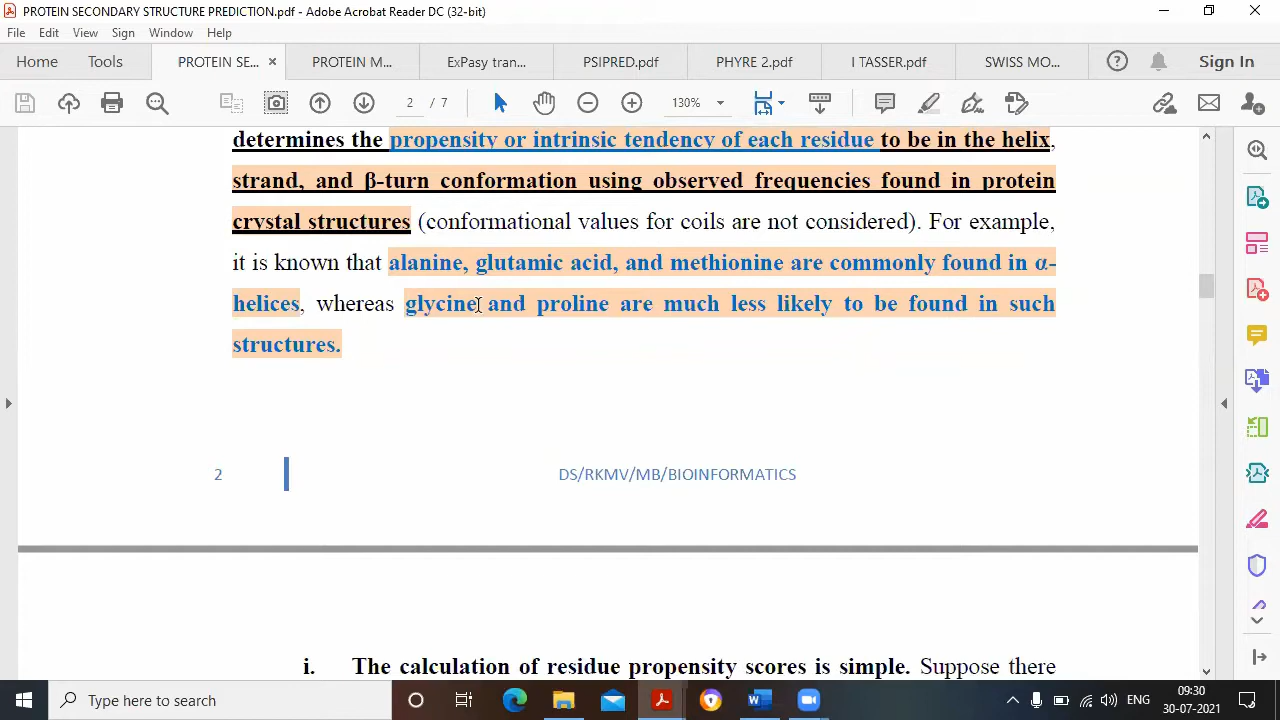 PROTEIN SECONDARY STRUCTURE PREDICTION.pdf - Adobe Acrobat Reader DC (32-bit)
File Edit View Sign Window Help
Home Tools PROTEIN SE... PROTEIN M... ExPasy tran... PSIPRED.pdf PHYRE 2.pdf I TASSER.pdf SWISS MO... Sign In
2 / 7 130%
determines the propensity or intrinsic tendency of each residue to be in the helix,
strand, and β-turn conformation using observed frequencies found in protein
crystal structures (conformational values for coils are not considered). For example,
it is known that alanine, glutamic acid, and methionine are commonly found in α-
helices, whereas glycine and proline are much less likely to be found in such
structures.
2 DS/RKMV/MB/BIOINFORMATICS
i. The calculation of residue propensity scores is simple. Suppose there
Type here to search
ENG
09:30
30-07-2021